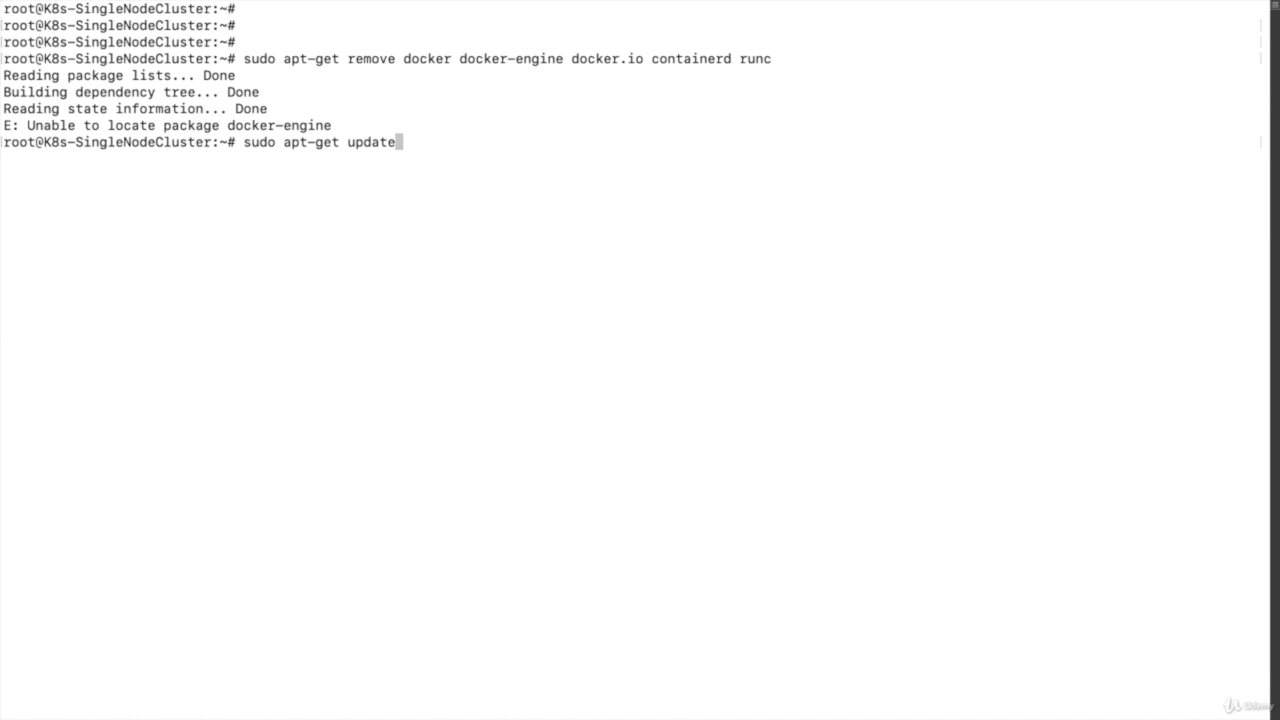 root@K8s-SingleNodeCluster:~#
root@K8s-SingleNodeCluster:~#
root@K8s-SingleNodeCluster:~#
root@K8s-SingleNodeCluster:~# sudo apt-get remove docker docker-engine docker.io containerd runc
Reading package lists... Done
Building dependency tree... Done
Reading state information... Done
E: Unable to locate package docker-engine
root@K8s-SingleNodeCluster:~# sudo apt-get update
Udemy